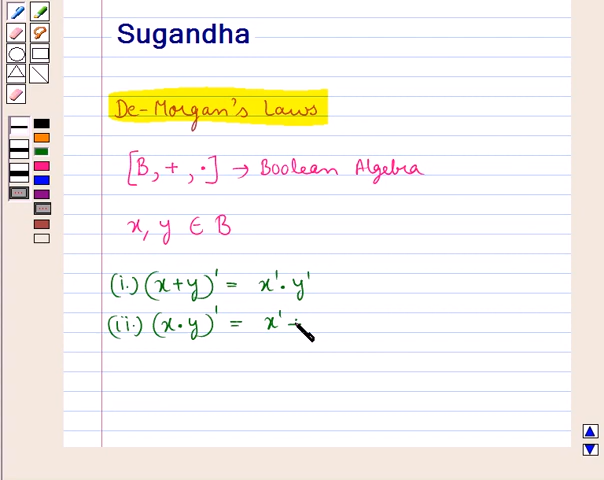 Sugandha
De-Morgan's Laws
[B, +, •] → Boolean Algebra
x, y ∈ B
(i.) (x+y)' = x' • y'
(ii.) (x • y)' = x' -